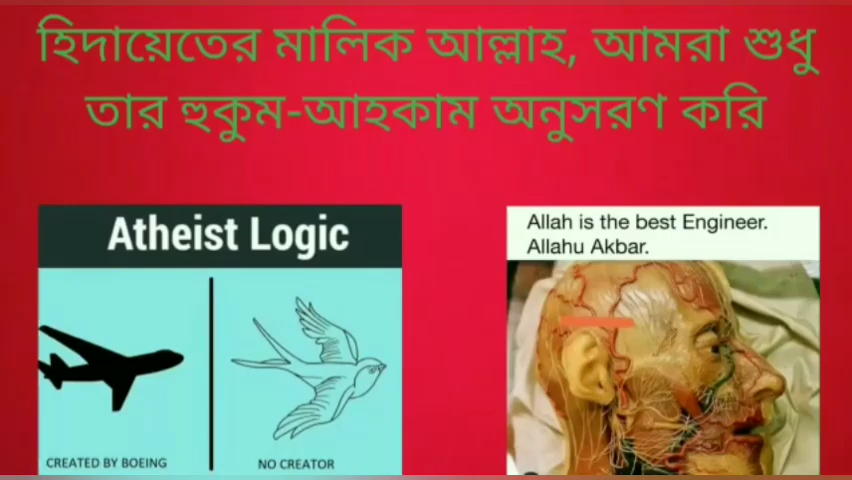 হিদায়েতের মালিক আল্লাহ, আমরা শুধু
তার হুকুম-আহকাম অনুসরণ করি
Atheist Logic
CREATED BY BOEING
NO CREATOR
Allah is the best Engineer.
Allahu Akbar.